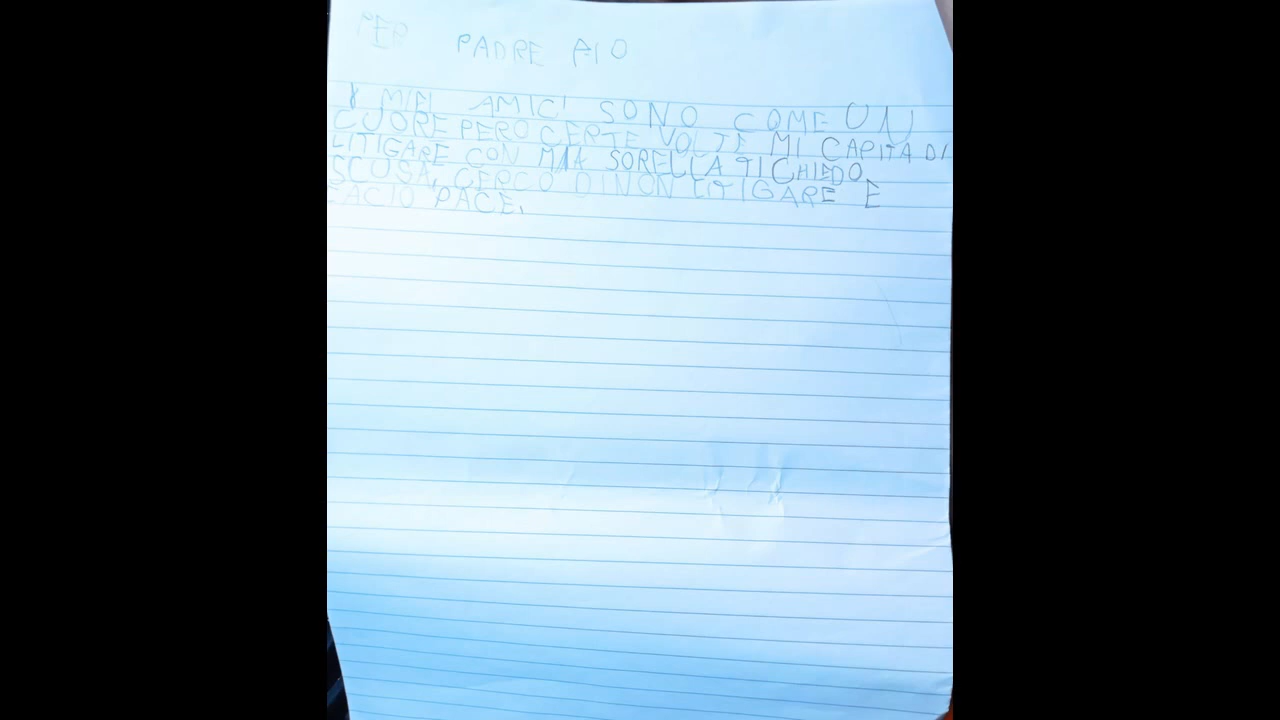 PER PADRE PIO
I MIEI AMICI SONO COME UN
CUORE PERO CERTE VOLTE MI CAPITA DI
LITIGARE CON MIA SORELLA TI CHIEDO
SCUSA, CERCO DI NON LITIGARE E
FACIO PACE.